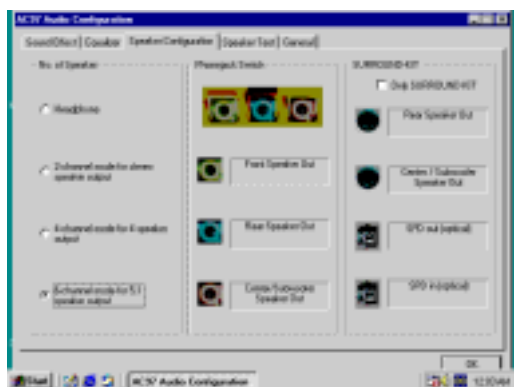 AC97 Audio Configuration
Sound Effect | Equalizer | Speaker Configuration | Speaker Test | General
No. of Speaker
Headphone
2-channel mode for stereo
speaker output
4-channel mode for 4 speaker
output
6-channel mode for 5.1
speaker output
Phonejack Switch
Front Speaker Out
Rear Speaker Out
Center/Subwoofer
Speaker Out
SURROUND-KIT
Only SURROUND-KIT
Rear Speaker Out
Center / Subwoofer
Speaker Out
SPD out (optical)
SPD in (optical)
OK
Start
AC97 Audio Configuration